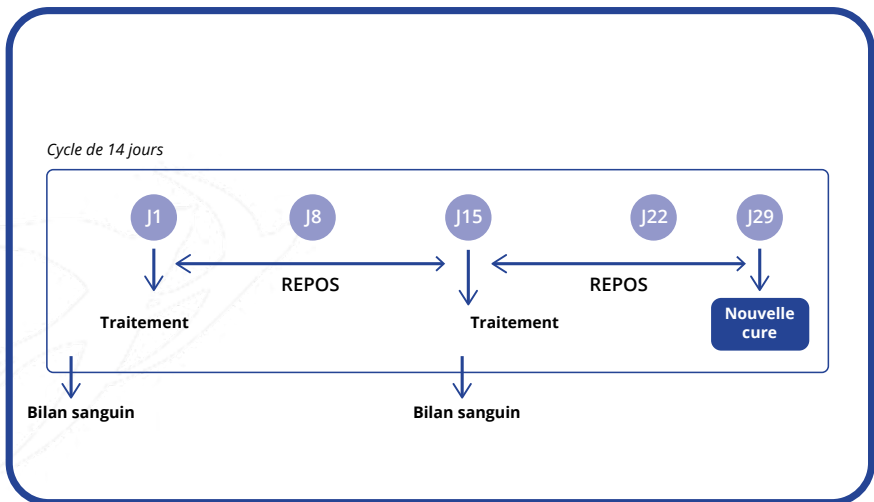 Cycle de 14 jours
J1
J8
J15
J22
J29
REPOS
REPOS
Traitement
Traitement
Nouvelle
cure
Bilan sanguin
Bilan sanguin